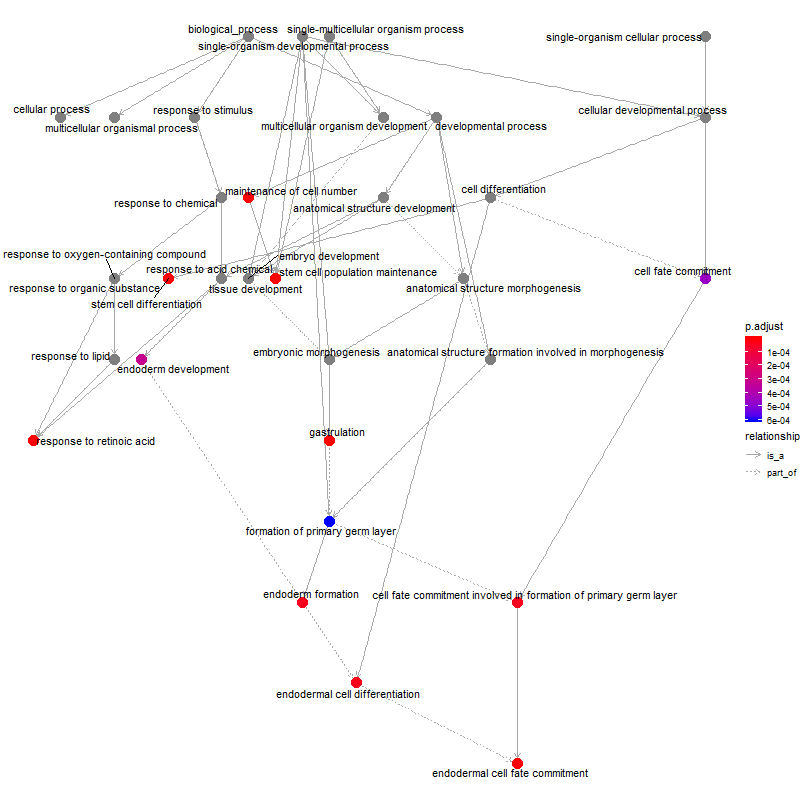 biological_process
single-multicellular organism process
single-organism cellular process
single-organism developmental process
cellular process
response to stimulus
cellular developmental process
multicellular organismal process
multicellular organism development
developmental process
maintenance of cell number
cell differentiation
response to chemical
anatomical structure development
response to oxygen-containing compound
embryo development
response to acid chemical
stem cell population maintenance
cell fate commitment
response to organic substance
tissue development
anatomical structure morphogenesis
stem cell differentiation
response to lipid
embryonic morphogenesis
anatomical structure formation involved in morphogenesis
endoderm development
gastrulation
response to retinoic acid
formation of primary germ layer
endoderm formation
cell fate commitment involved in formation of primary germ layer
endodermal cell differentiation
endodermal cell fate commitment
p.adjust
1e-04
2e-04
3e-04
4e-04
5e-04
6e-04
relationship
is_a
part_of